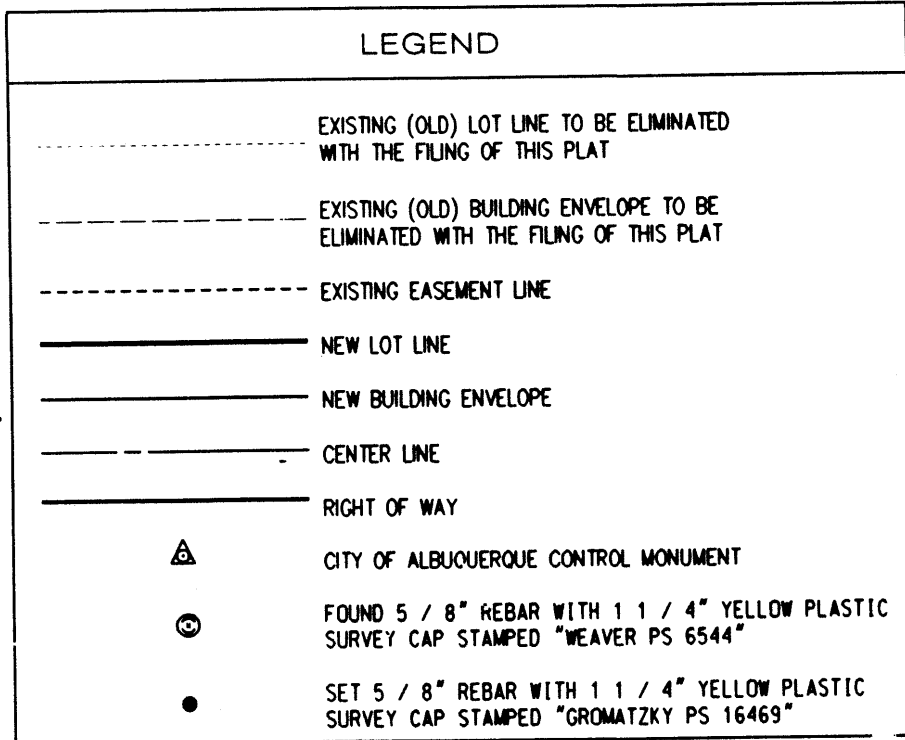 LEGEND
EXISTING (OLD) LOT LINE TO BE ELIMINATED
WITH THE FILING OF THIS PLAT
EXISTING (OLD) BUILDING ENVELOPE TO BE
ELIMINATED WITH THE FILING OF THIS PLAT
EXISTING EASEMENT LINE
NEW LOT LINE
NEW BUILDING ENVELOPE
CENTER LINE
RIGHT OF WAY
CITY OF ALBUQUERQUE CONTROL MONUMENT
FOUND 5 / 8" REBAR WITH 1 1 / 4" YELLOW PLASTIC
SURVEY CAP STAMPED "WEAVER PS 6544"
SET 5 / 8" REBAR WITH 1 1 / 4" YELLOW PLASTIC
SURVEY CAP STAMPED "GROMATZKY PS 16469"